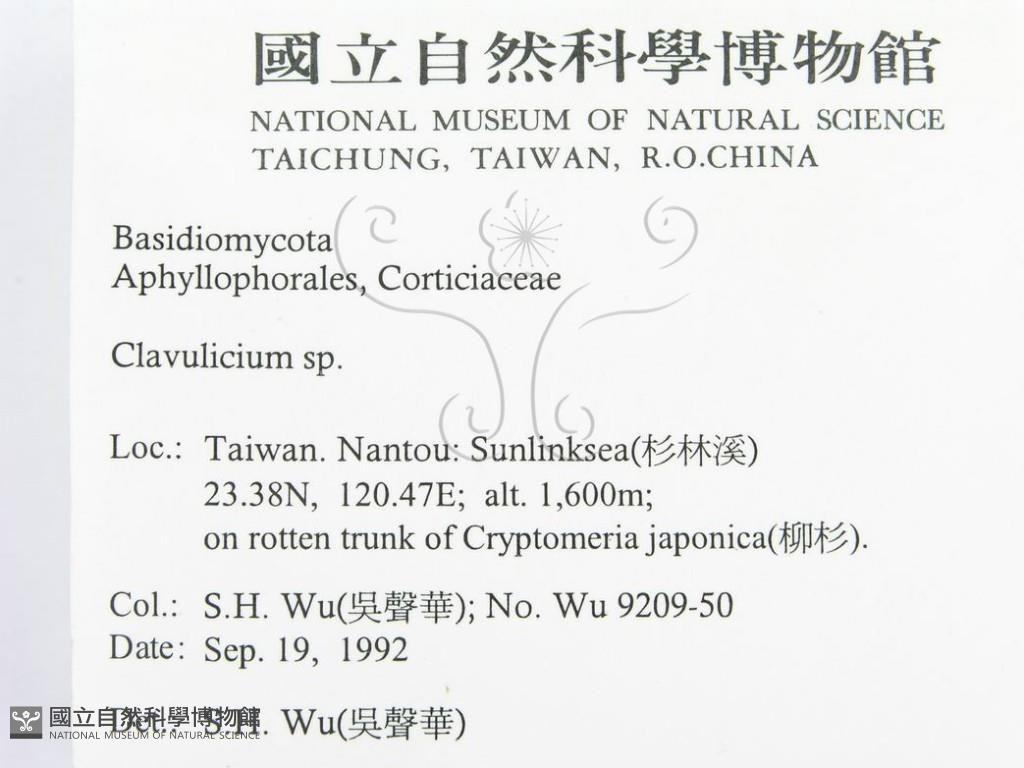 國立自然科學博物館
NATIONAL MUSEUM OF NATURAL SCIENCE
TAICHUNG, TAIWAN, R.O.CHINA
Basidiomycota
Aphyllophorales, Corticiaceae
Clavulicium sp.
Loc.: Taiwan. Nantou: Sunlinksea(杉林溪)
23.38N, 120.47E; alt. 1,600m;
on rotten trunk of Cryptomeria japonica(柳杉).
Col.: S.H. Wu(吳聲華); No. Wu 9209-50
Date: Sep. 19, 1992
Det.: S.H. Wu(吳聲華)
國立自然科學博物館
NATIONAL MUSEUM OF NATURAL SCIENCE